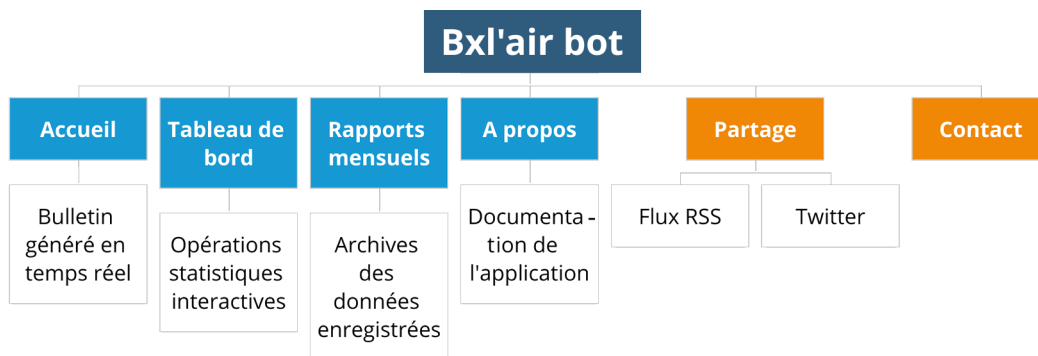 Bxl'air bot
Accueil
Tableau de
bord
Rapports
mensuels
A propos
Partage
Contact
Bulletin
généré en
temps réel
Opérations
statistiques
interactives
Archives
des
données
enregistrées
Documenta-
tion de
l'application
Flux RSS
Twitter